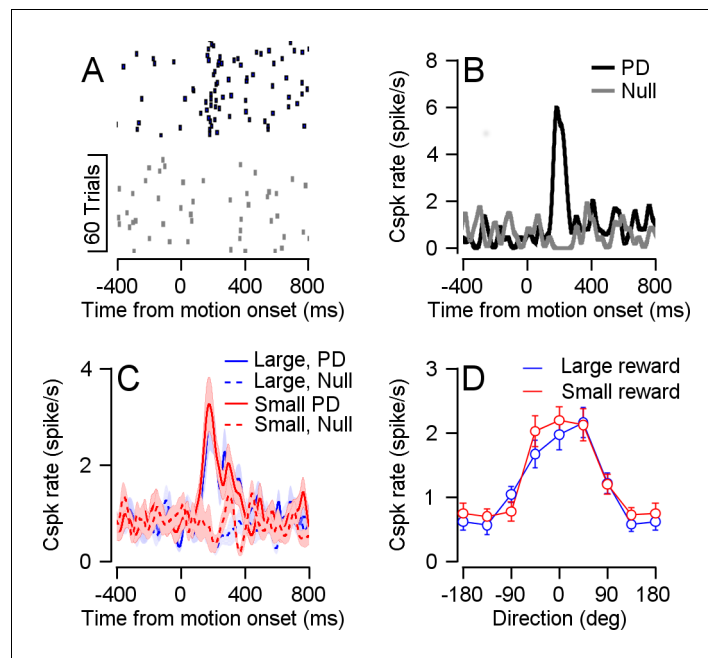 A
60 Trials
-400 0 400 800
Time from motion onset (ms)
B
PD
Null
8
6
4
2
0
Cspk rate (spike/s)
-400 0 400 800
Time from motion onset (ms)
C
Large, PD
Large, Null
Small PD
Small, Null
4
2
0
Cspk rate (spike/s)
-400 0 400 800
Time from motion onset (ms)
D
Large reward
Small reward
3
2
1
0
Cspk rate (spike/s)
-180 -90 0 90 180
Direction (deg)